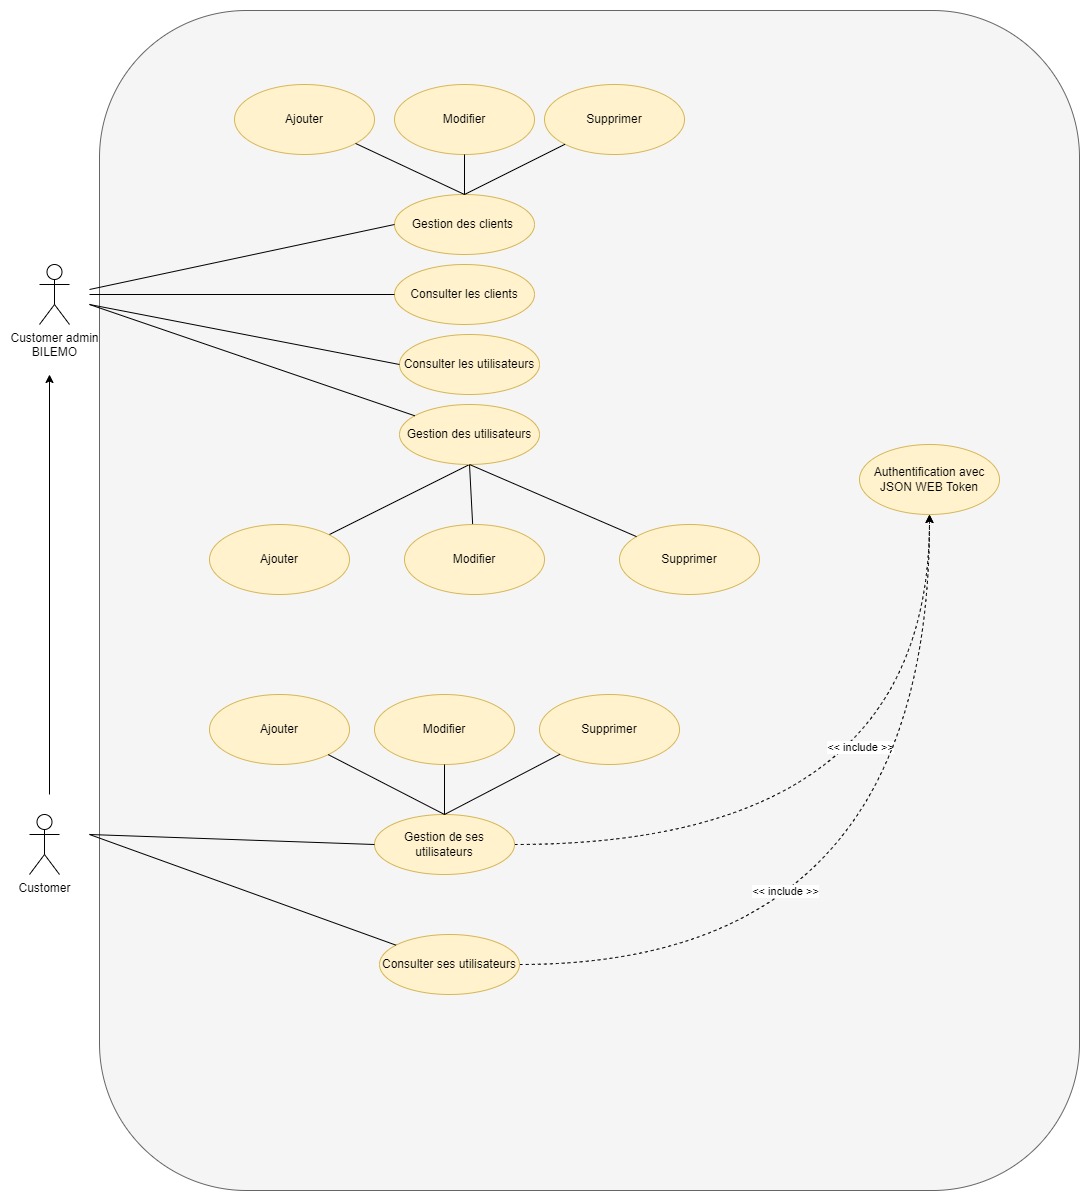 Ajouter
Modifier
Supprimer
Gestion des clients
Consulter les clients
Customer admin
BILEMO
Consulter les utilisateurs
Gestion des utilisateurs
Authentification avec
JSON WEB Token
Ajouter
Modifier
Supprimer
Ajouter
Modifier
Supprimer
<< include >>
Gestion de ses
utilisateurs
Customer
<< include >>
Consulter ses utilisateurs